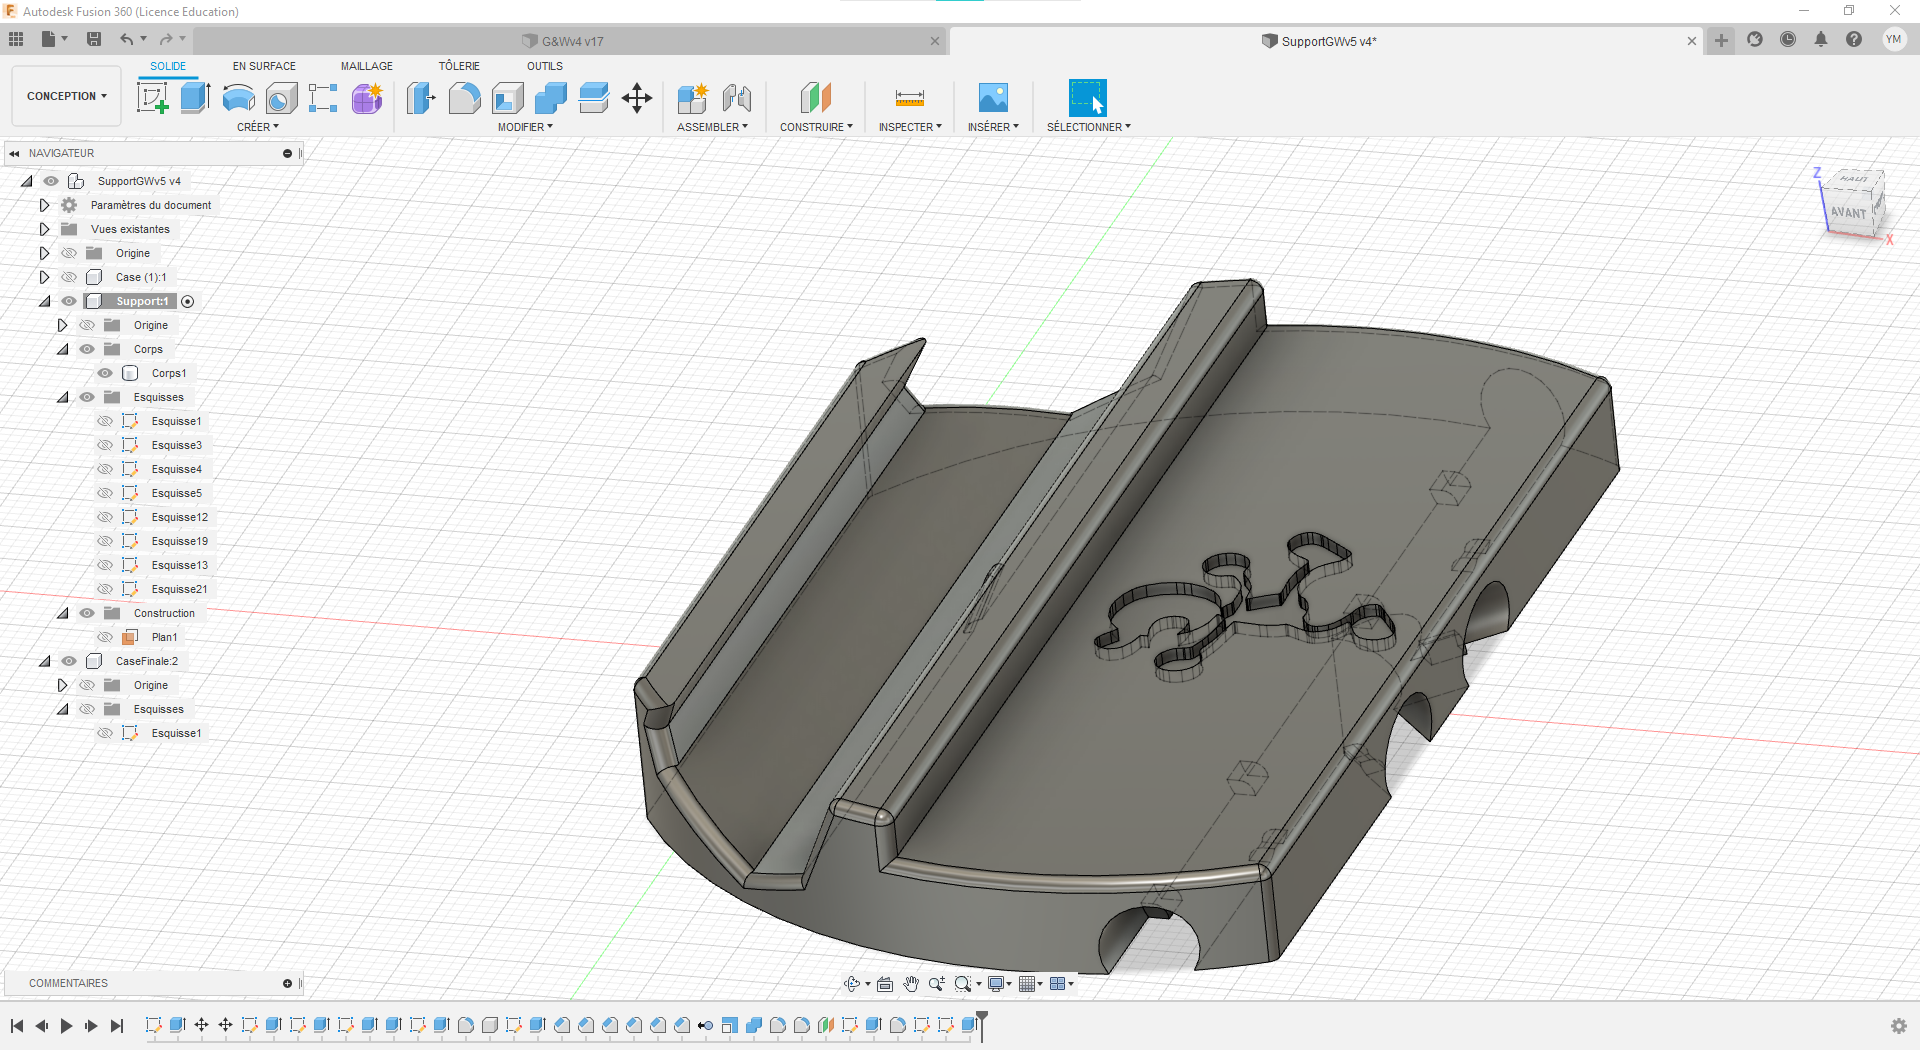 Autodesk Fusion 360 (Licence Education)
G&Wv4 v17
SupportGWv5 v4*
YM
CONCEPTION
SOLIDE
EN SURFACE
MAILLAGE
TÔLERIE
OUTILS
CRÉER
MODIFIER
ASSEMBLER
CONSTRUIRE
INSPECTER
INSÉRER
SÉLECTIONNER
NAVIGATEUR
SupportGWv5 v4
Paramètres du document
Vues existantes
Origine
Case (1):1
Support:1
Origine
Corps
Corps1
Esquisses
Esquisse1
Esquisse3
Esquisse4
Esquisse5
Esquisse12
Esquisse19
Esquisse13
Esquisse21
Construction
Plan1
CaseFinale:2
Origine
Esquisses
Esquisse1
Z
HAUT
AVANT
X
COMMENTAIRES